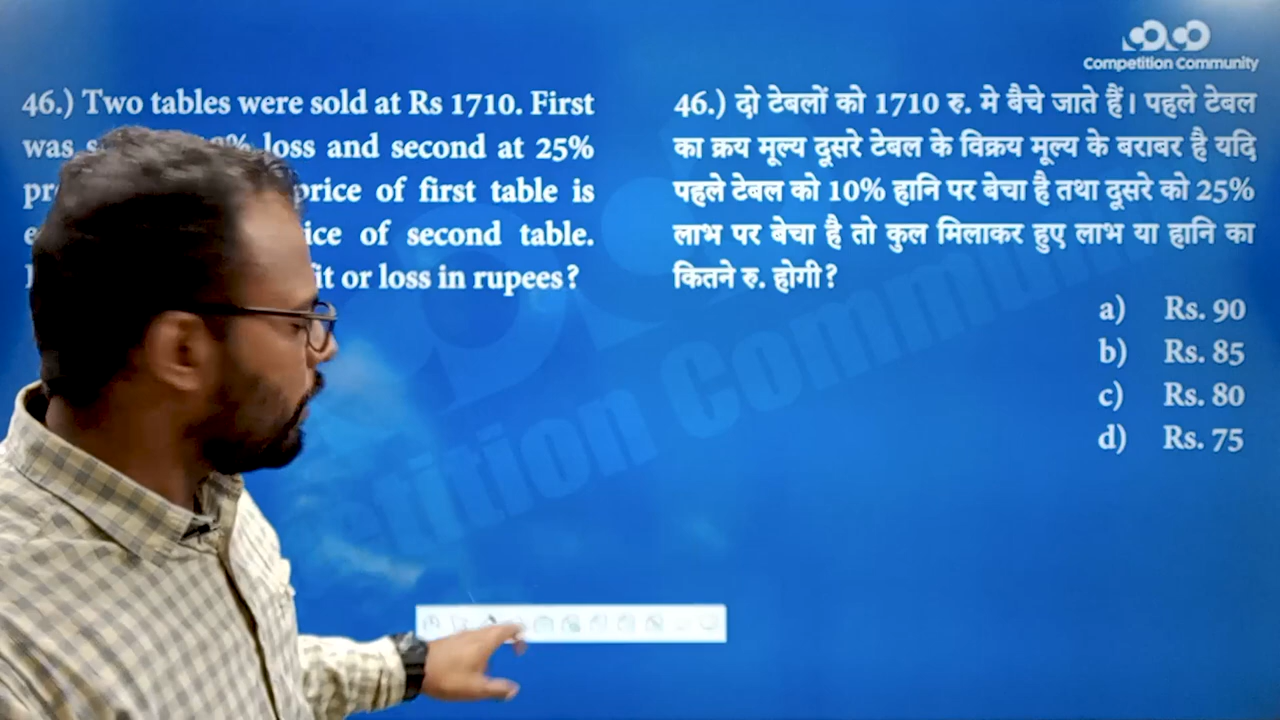 Competition Community
46.) Two tables were sold at Rs 1710. First
was loss and second at 25%
price of first table is
of second table.
or loss in rupees?
46.) दो टेबलों को 1710 रु. मे बैचे जाते हैं। पहले टेबल
का क्रय मूल्य दूसरे टेबल के विक्रय मूल्य के बराबर है यदि
पहले टेबल को 10% हानि पर बेचा है तथा दूसरे को 25%
लाभ पर बेचा है तो कुल मिलाकर हुए लाभ या हानि का
कितने रु. होगी?
a) Rs. 90
b) Rs. 85
c) Rs. 80
d) Rs. 75